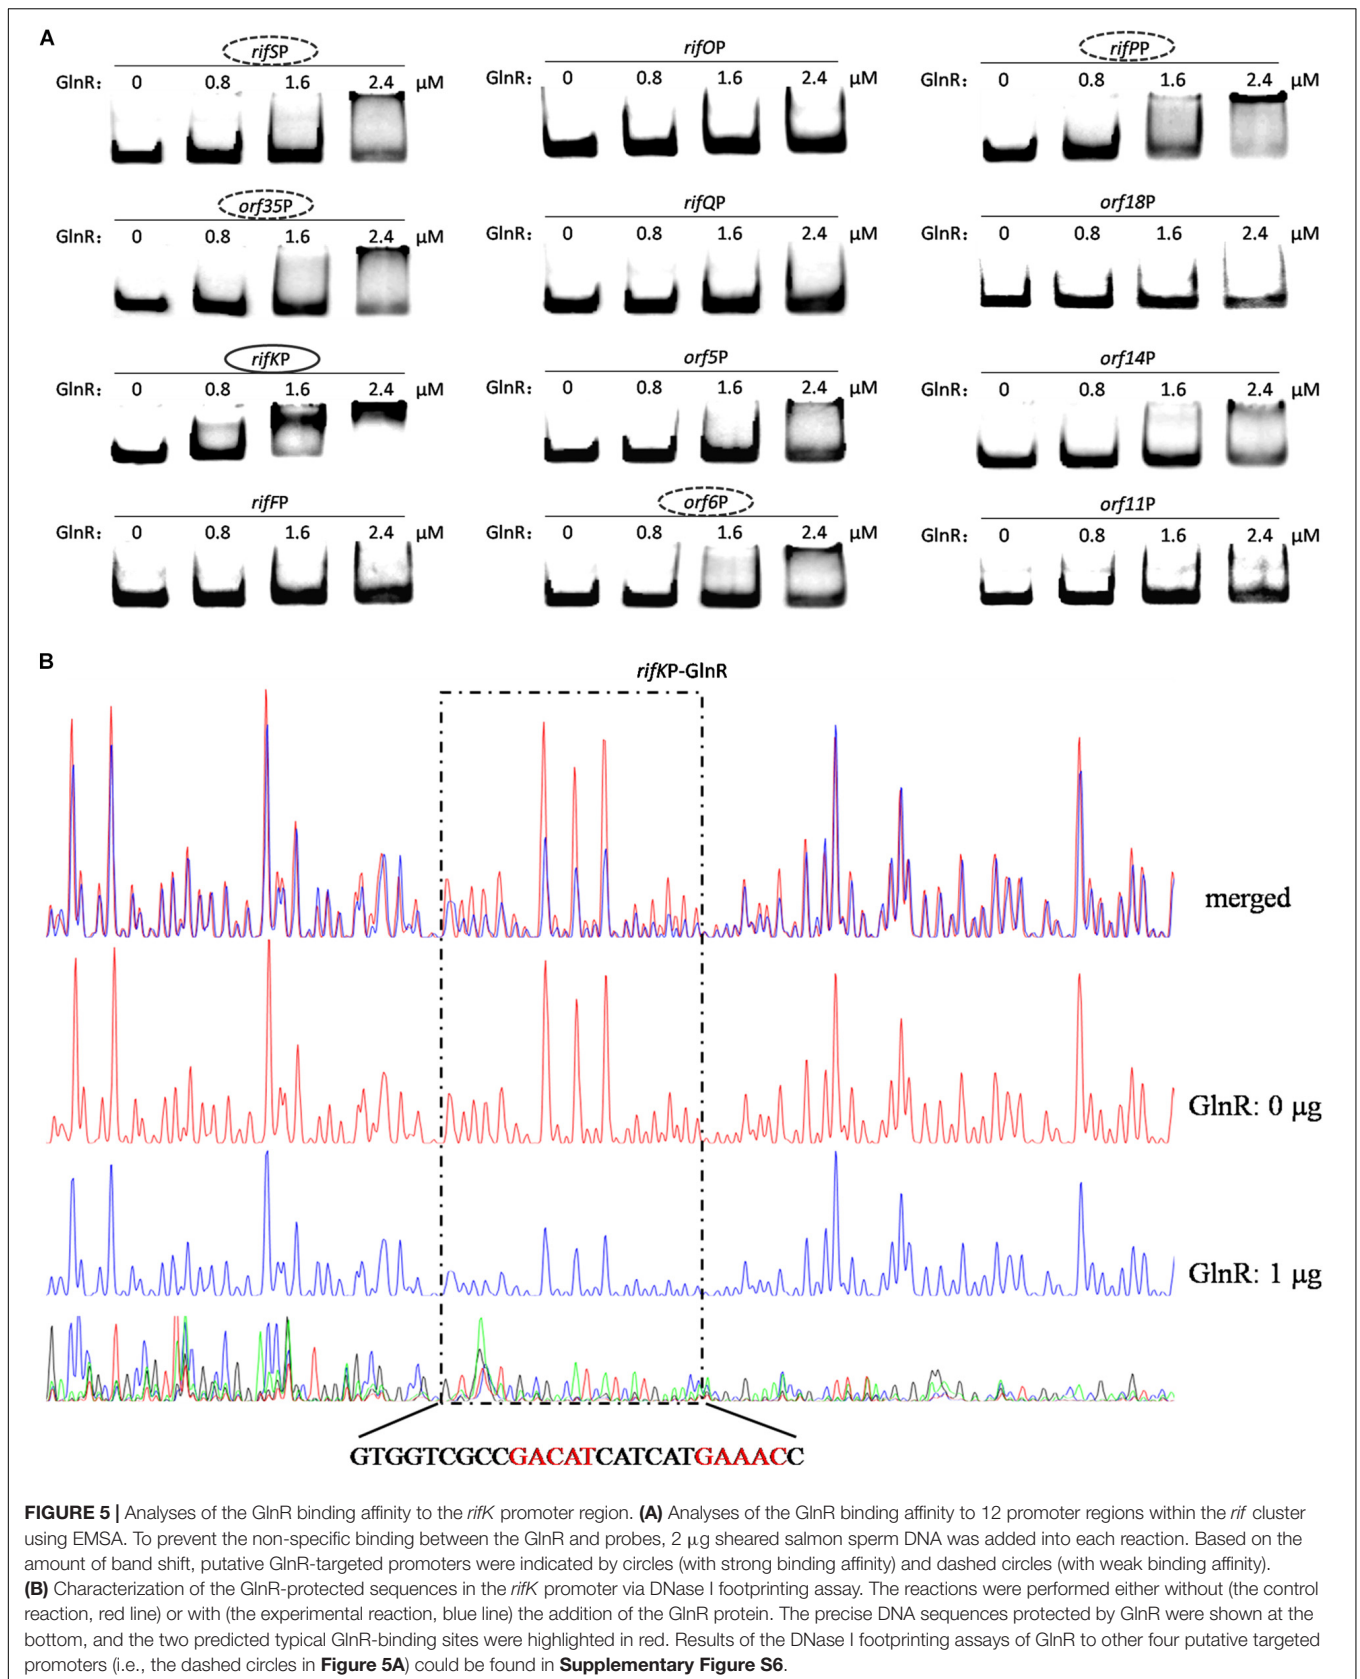 A
rifSP
GlnR: 0 0.8 1.6 2.4 μM
rifOP
GlnR: 0 0.8 1.6 2.4 μM
rifPP
GlnR: 0 0.8 1.6 2.4 μM
orf35P
GlnR: 0 0.8 1.6 2.4 μM
rifQP
GlnR: 0 0.8 1.6 2.4 μM
orf18P
GlnR: 0 0.8 1.6 2.4 μM
rifKP
GlnR: 0 0.8 1.6 2.4 μM
orf5P
GlnR: 0 0.8 1.6 2.4 μM
orf14P
GlnR: 0 0.8 1.6 2.4 μM
rifFP
GlnR: 0 0.8 1.6 2.4 μM
orf6P
GlnR: 0 0.8 1.6 2.4 μM
orf11P
GlnR: 0 0.8 1.6 2.4 μM
B
rifKP-GlnR
merged
GlnR: 0 μg
GlnR: 1 μg
GTGGTCGCCGACATCATCATGAAACC
FIGURE 5 | Analyses of the GlnR binding affinity to the rifK promoter region. (A) Analyses of the GlnR binding affinity to 12 promoter regions within the rif cluster
using EMSA. To prevent the non-specific binding between the GlnR and probes, 2 μg sheared salmon sperm DNA was added into each reaction. Based on the
amount of band shift, putative GlnR-targeted promoters were indicated by circles (with strong binding affinity) and dashed circles (with weak binding affinity).
(B) Characterization of the GlnR-protected sequences in the rifK promoter via DNase I footprinting assay. The reactions were performed either without (the control
reaction, red line) or with (the experimental reaction, blue line) the addition of the GlnR protein. The precise DNA sequences protected by GlnR were shown at the
bottom, and the two predicted typical GlnR-binding sites were highlighted in red. Results of the DNase I footprinting assays of GlnR to other four putative targeted
promoters (i.e., the dashed circles in Figure 5A) could be found in Supplementary Figure S6.